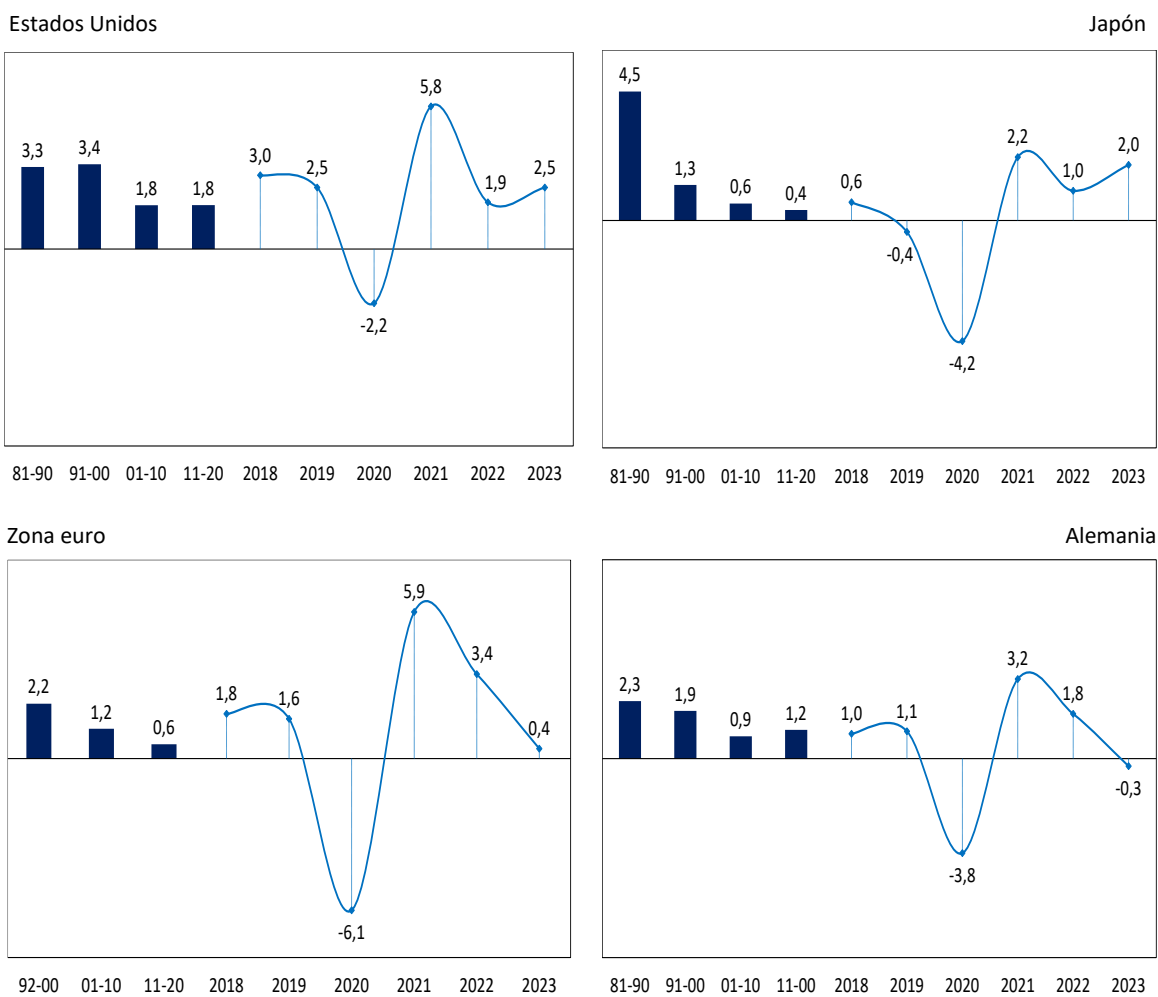 Estados Unidos
3,3 3,4 1,8 1,8 3,0 2,5 -2,2 5,8 1,9 2,5
81-90 91-00 01-10 11-20 2018 2019 2020 2021 2022 2023
Japón
4,5 1,3 0,6 0,4 0,6 -0,4 -4,2 2,2 1,0 2,0
81-90 91-00 01-10 11-20 2018 2019 2020 2021 2022 2023
Zona euro
2,2 1,2 0,6 1,8 1,6 -6,1 5,9 3,4 0,4
92-00 01-10 11-20 2018 2019 2020 2021 2022 2023
Alemania
2,3 1,9 0,9 1,2 1,0 1,1 -3,8 3,2 1,8 -0,3
81-90 91-00 01-10 11-00 2018 2019 2020 2021 2022 2023